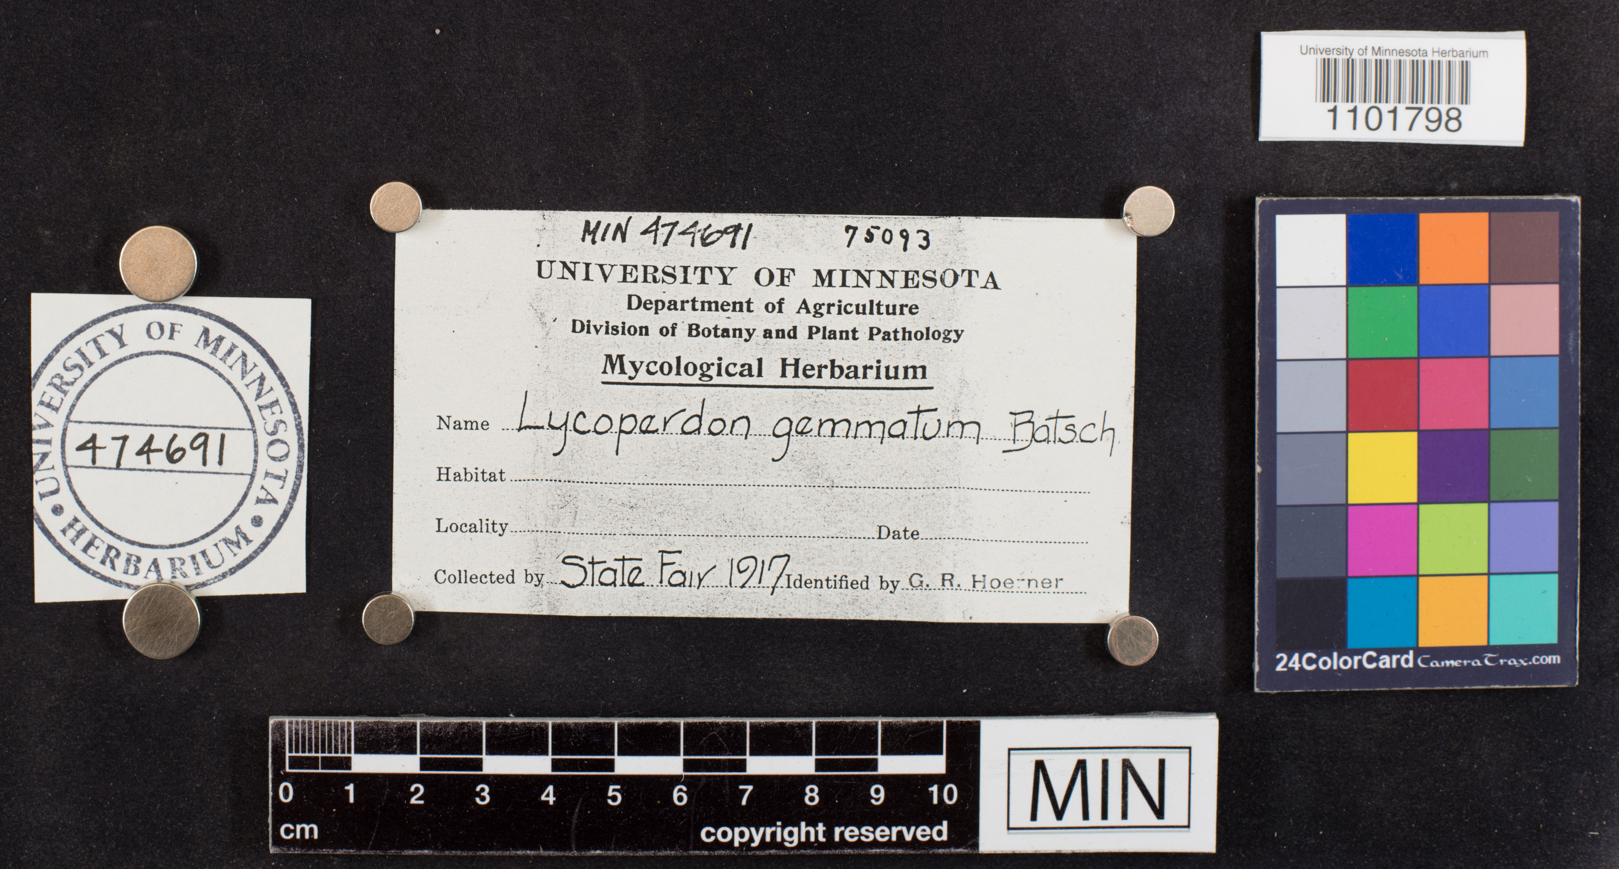 University of Minnesota Herbarium
1101798
MIN 474691 75093
UNIVERSITY OF MINNESOTA
Department of Agriculture
Division of Botany and Plant Pathology
Mycological Herbarium
Name Lycoperdon gemmatum Batsch
Habitat
Locality Date
Collected by State Fair 1917 Identified by G. R. Hoerner
UNIVERSITY OF MINNESOTA
474691
• HERBARIUM •
24ColorCard CameraTrax.com
0 1 2 3 4 5 6 7 8 9 10
cm copyright reserved
MIN